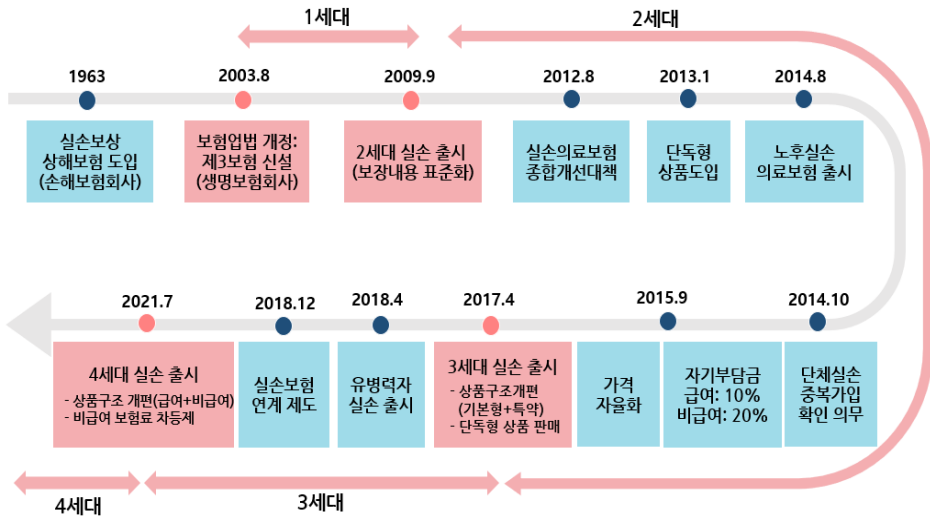 1세대
2세대
1963
2003.8
2009.9
2012.8
2013.1
2014.8
실손보상
상해보험 도입
(손해보험회사)
보험업법 개정:
제3보험 신설
(생명보험회사)
2세대 실손 출시
(보장내용 표준화)
실손의료보험
종합개선대책
단독형
상품도입
노후실손
의료보험 출시
2021.7
2018.12
2018.4
2017.4
2015.9
2014.10
4세대 실손 출시
- 상품구조 개편(급여+비급여)
- 비급여 보험료 차등제
실손보험
연계 제도
유병력자
실손 출시
3세대 실손 출시
- 상품구조개편
(기본형+특약)
- 단독형 상품 판매
가격
자율화
자기부담금
급여: 10%
비급여: 20%
단체실손
중복가입
확인 의무
4세대
3세대